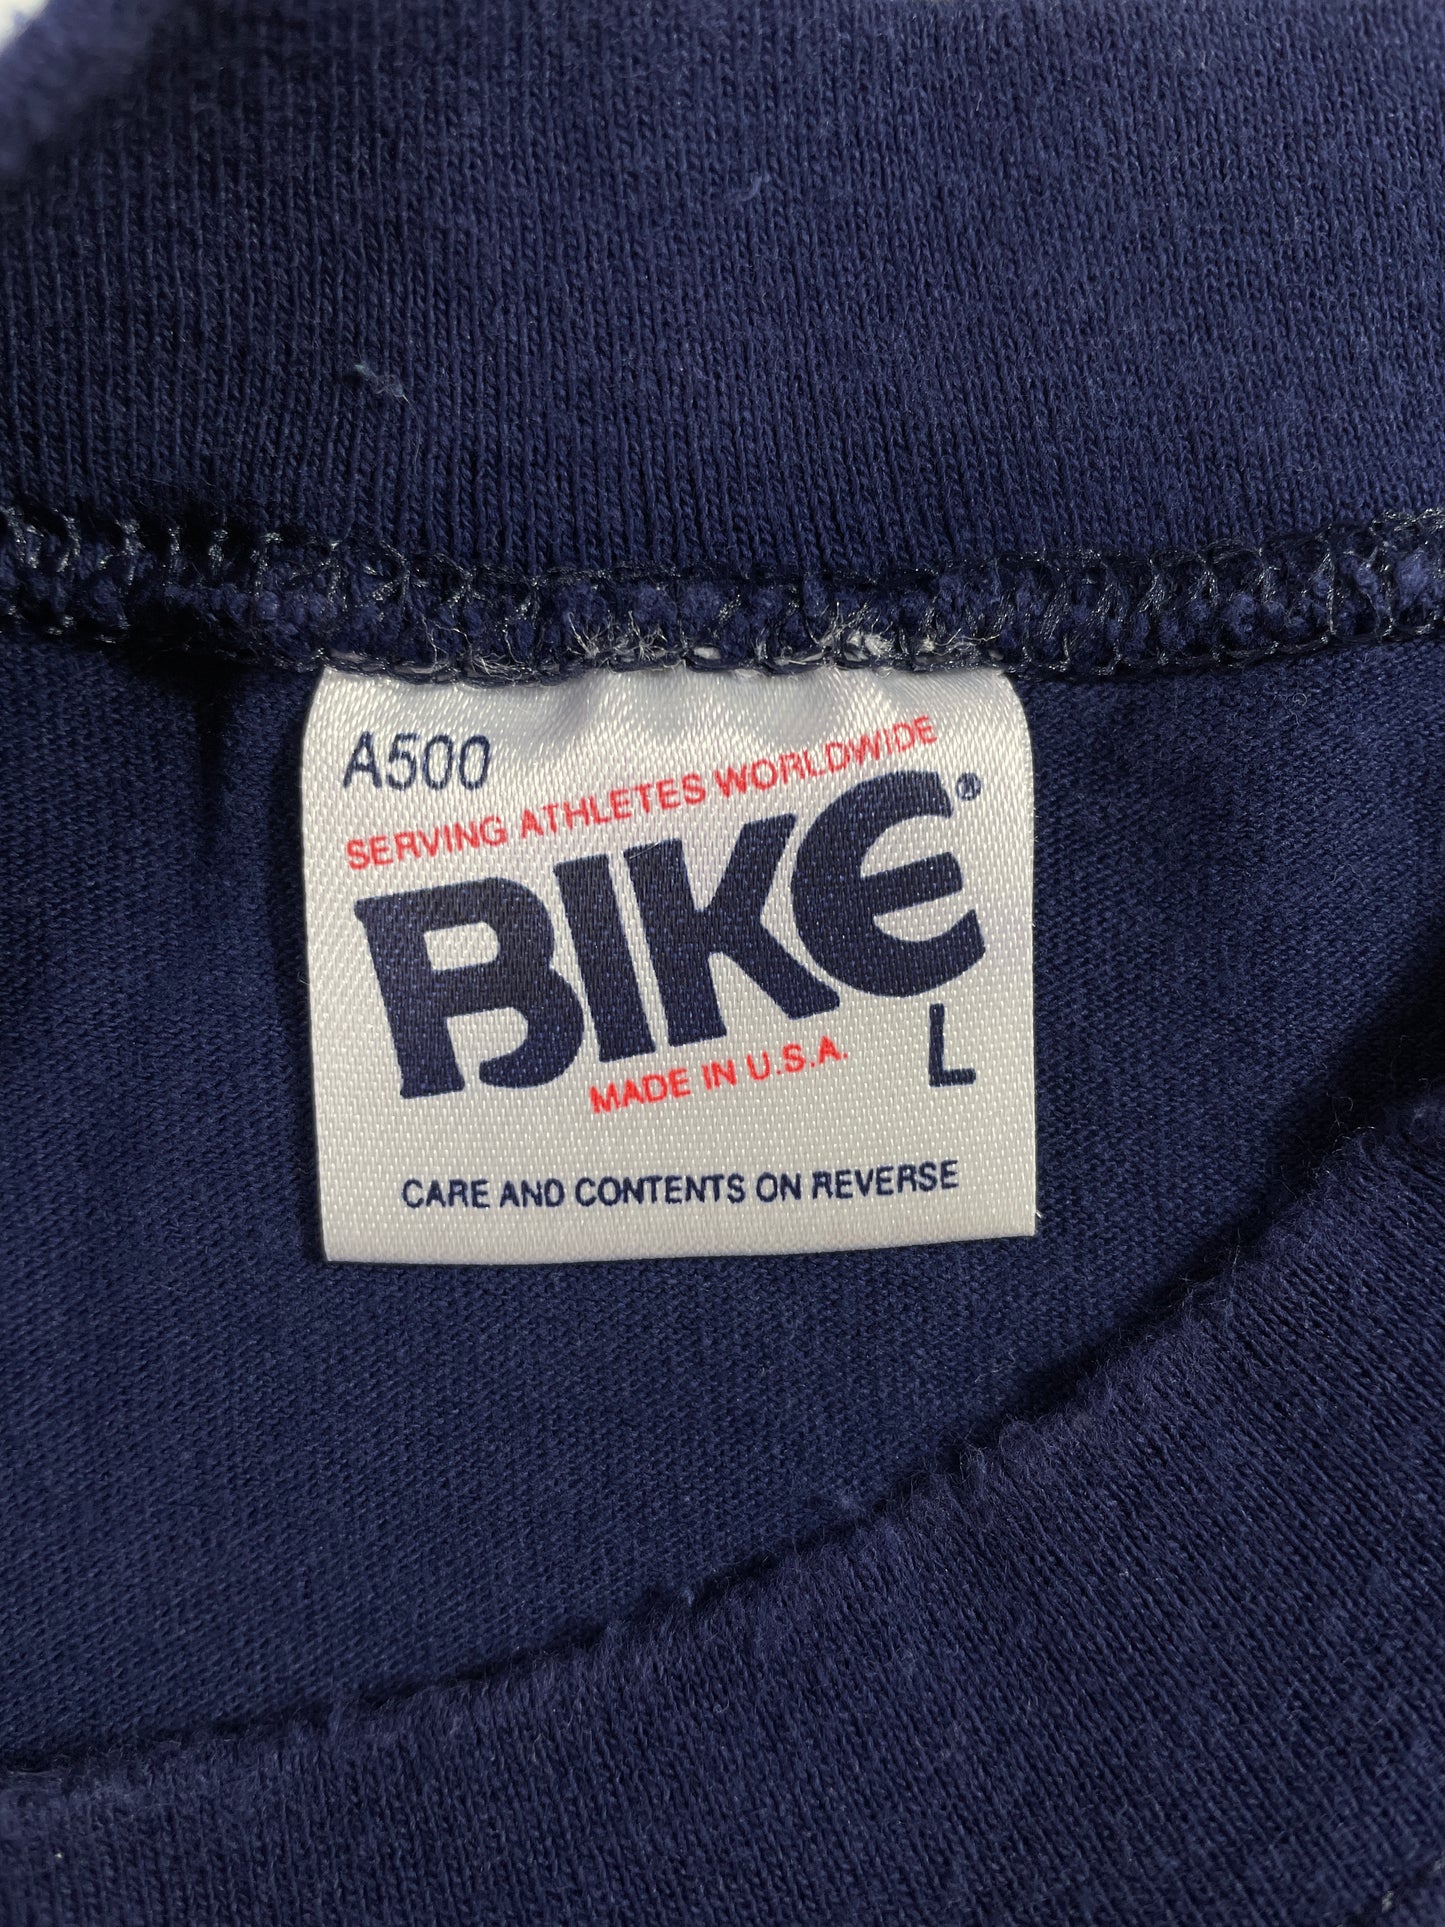 A500
SERVING ATHLETES WORLDWIDE
BIKE®
L
MADE IN U.S.A.
CARE AND CONTENTS ON REVERSE